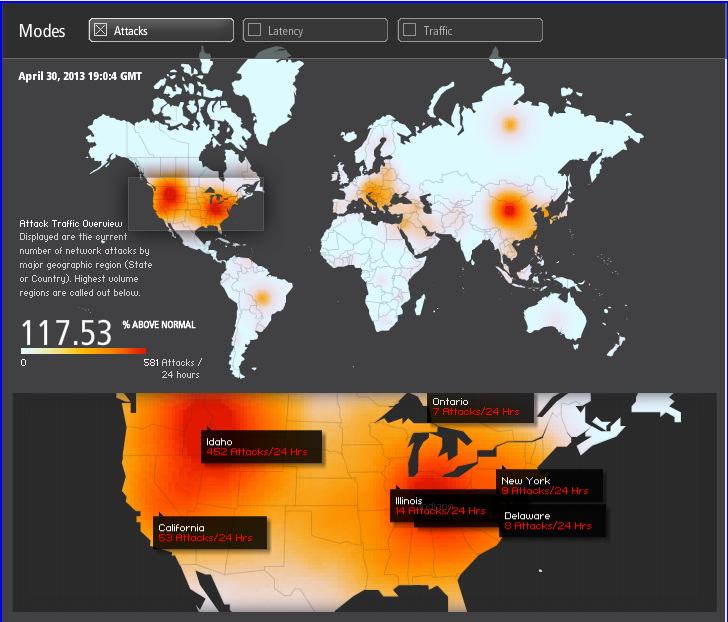 Modes
Attacks
Latency
Traffic
April 30, 2013 19:0:4 GMT
Attack Traffic Overview
Displayed are the current
number of network attacks by
major geographic region (State
or Country). Highest volume
regions are called out below.
117.53 % ABOVE NORMAL
0
581 Attacks /
24 hours
Ontario
7 Attacks/24 Hrs
Idaho
452 Attacks/24 Hrs
New York
9 Attacks/24 Hrs
Illinois
14 Attacks/24 Hrs
Delaware
9 Attacks/24 Hrs
California
53 Attacks/24 Hrs